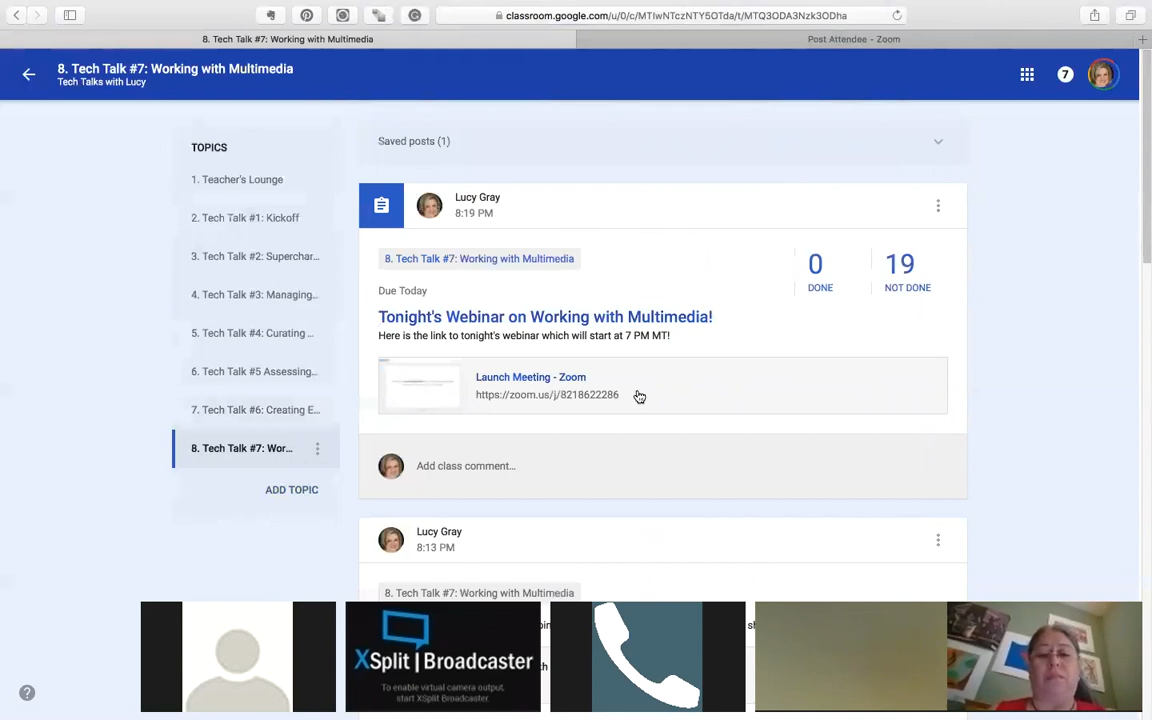 classroom.google.com/u/0/c/MTIwNTczNTY5OTda/t/MTQ3ODA3Nzk3ODha
8. Tech Talk #7: Working with Multimedia
Post Attendee - Zoom
8. Tech Talk #7: Working with Multimedia
Tech Talks with Lucy
7
TOPICS
1. Teacher's Lounge
2. Tech Talk #1: Kickoff
3. Tech Talk #2: Superchar...
4. Tech Talk #3: Managing...
5. Tech Talk #4: Curating ...
6. Tech Talk #5 Assessing...
7. Tech Talk #6: Creating E...
8. Tech Talk #7: Wor...
ADD TOPIC
Saved posts (1)
Lucy Gray
8:19 PM
8. Tech Talk #7: Working with Multimedia
0
DONE
19
NOT DONE
Due Today
Tonight's Webinar on Working with Multimedia!
Here is the link to tonight's webinar which will start at 7 PM MT!
Launch Meeting - Zoom
https://zoom.us/j/8218622286
Add class comment...
Lucy Gray
8:13 PM
8. Tech Talk #7: Working with Multimedia
XSplit | Broadcaster
To enable virtual camera output,
start XSplit Broadcaster.
?